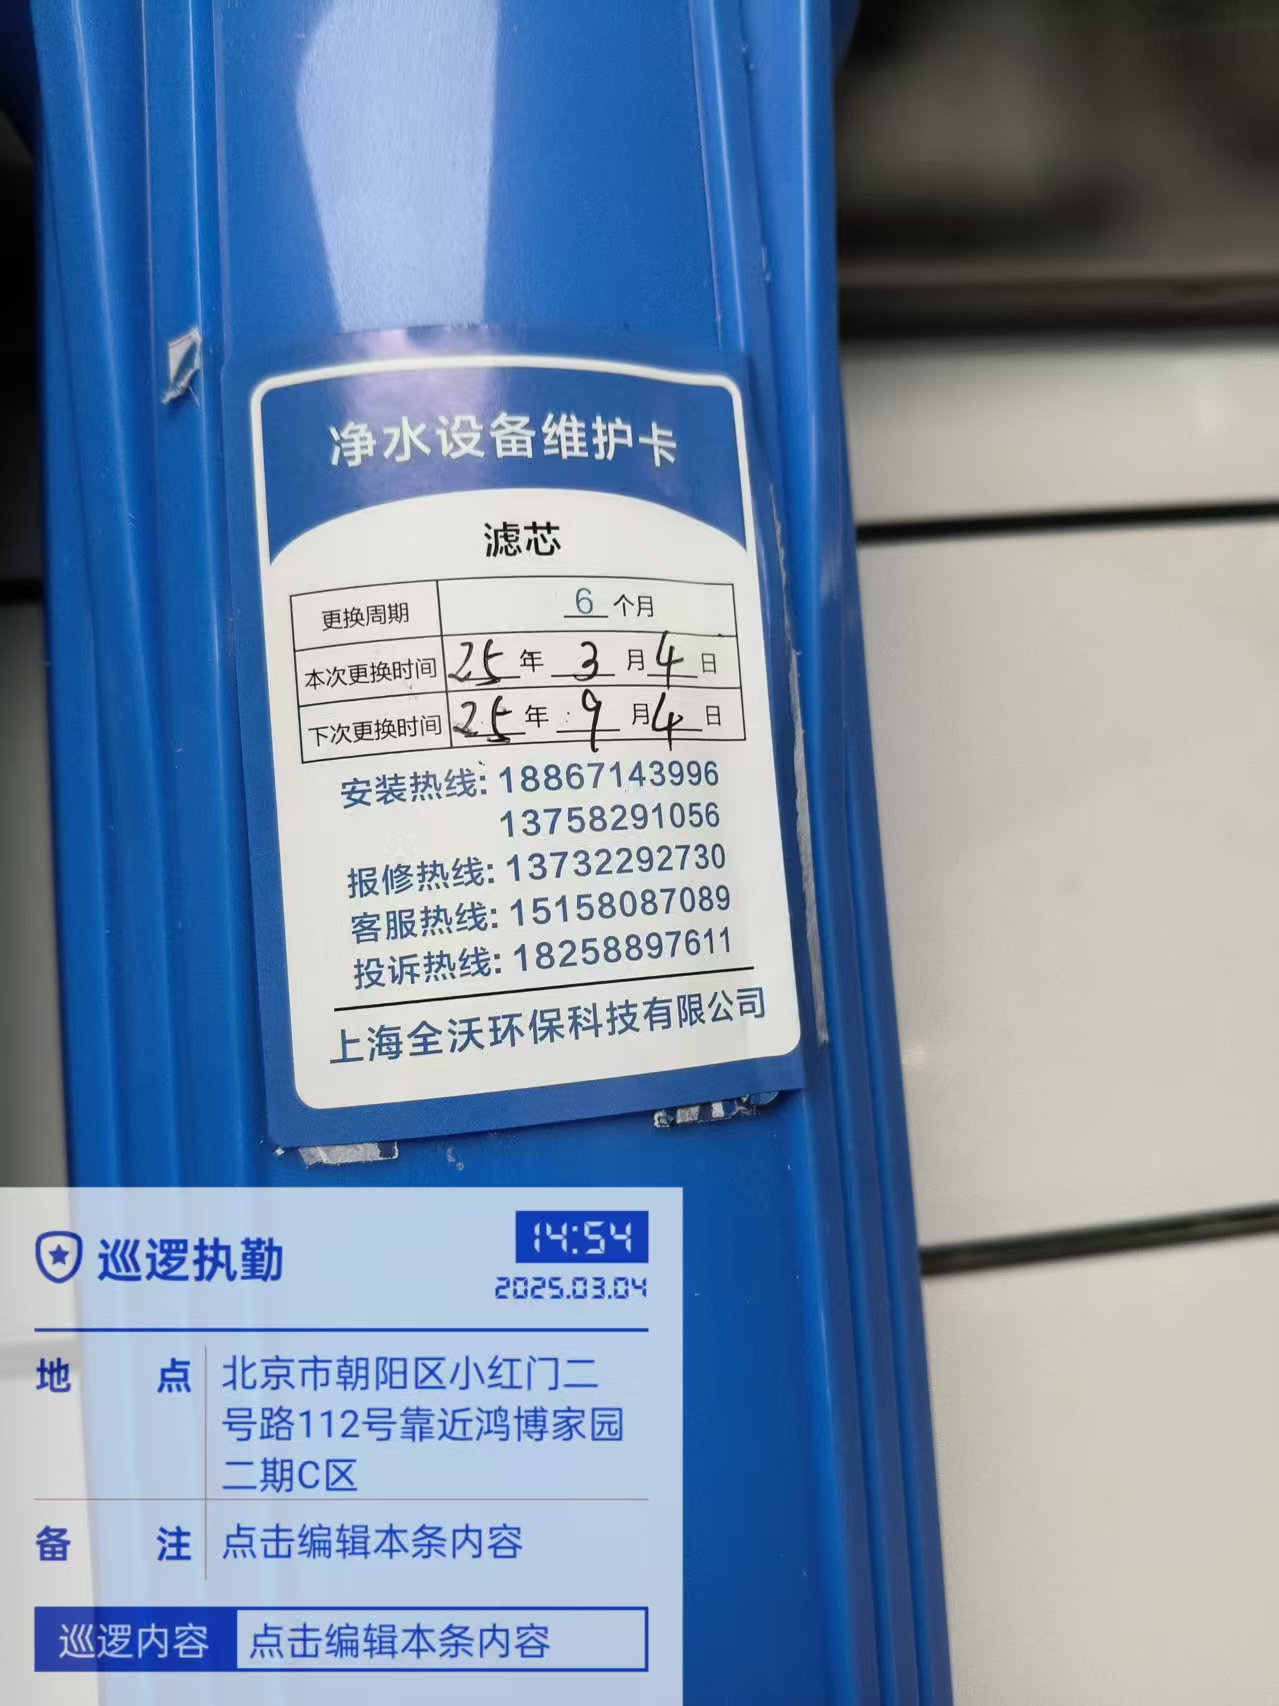 净水设备维护卡
滤芯
更换周期 6 个月
本次更换时间 25 年 3 月 4 日
下次更换时间 25 年 9 月 4 日
安装热线: 18867143996
13758291056
报修热线: 13732292730
客服热线: 15158087089
投诉热线: 18258897611
上海全沃环保科技有限公司
巡逻执勤
14:54
2025.03.04
地点 北京市朝阳区小红门二
号路112号靠近鸿博家园
二期C区
备注 点击编辑本条内容
巡逻内容 点击编辑本条内容